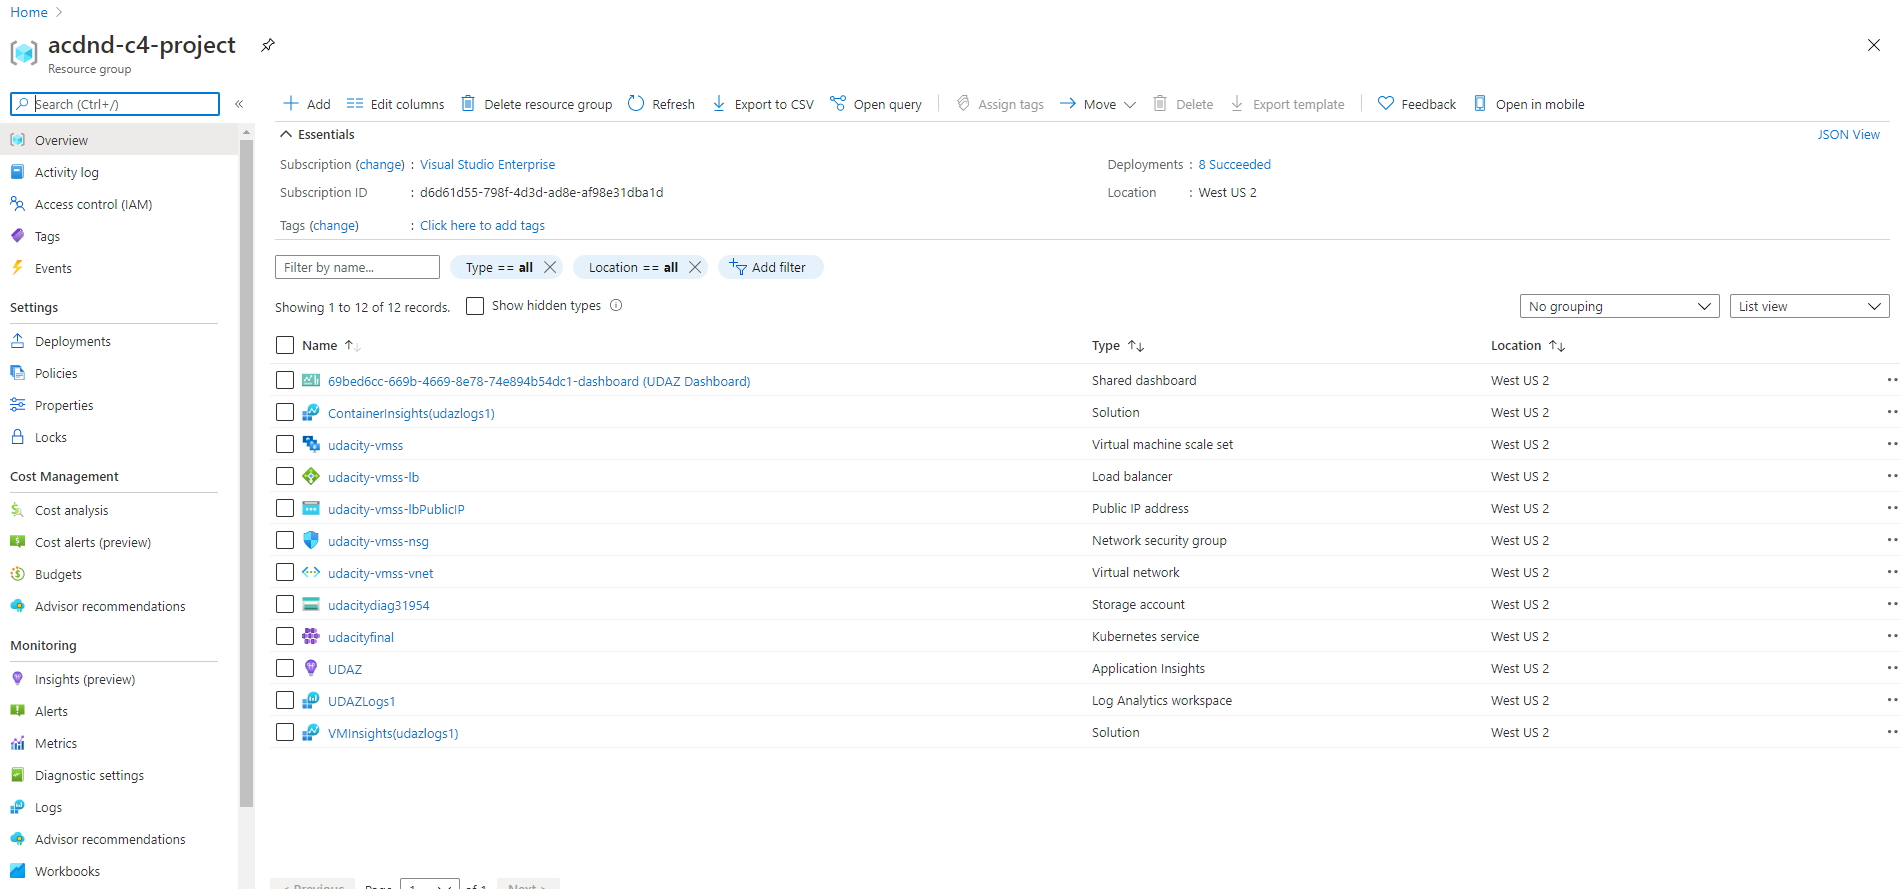 Home
acdnd-c4-project
Resource group
Search (Ctrl+/)
Overview
Activity log
Access control (IAM)
Tags
Events
Settings
Deployments
Policies
Properties
Locks
Cost Management
Cost analysis
Cost alerts (preview)
Budgets
Advisor recommendations
Monitoring
Insights (preview)
Alerts
Metrics
Diagnostic settings
Logs
Advisor recommendations
Workbooks
Add Edit columns Delete resource group Refresh Export to CSV Open query Assign tags Move Delete Export template Feedback Open in mobile
Essentials JSON View
Subscription (change) : Visual Studio Enterprise Deployments : 8 Succeeded
Subscription ID : d6d61d55-798f-4d3d-ad8e-af98e31dba1d Location : West US 2
Tags (change) : Click here to add tags
Filter by name... Type == all Location == all Add filter
Showing 1 to 12 of 12 records. Show hidden types No grouping List view
Name Type Location
69bed6cc-669b-4669-8e78-74e894b54dc1-dashboard (UDAZ Dashboard) Shared dashboard West US 2
ContainerInsights(udazlogs1) Solution West US 2
udacity-vmss Virtual machine scale set West US 2
udacity-vmss-lb Load balancer West US 2
udacity-vmss-lbPublicIP Public IP address West US 2
udacity-vmss-nsg Network security group West US 2
udacity-vmss-vnet Virtual network West US 2
udacitydiag31954 Storage account West US 2
udacityfinal Kubernetes service West US 2
UDAZ Application Insights West US 2
UDAZLogs1 Log Analytics workspace West US 2
VMInsights(udazlogs1) Solution West US 2
< Previous Page 1 of 1 Next >